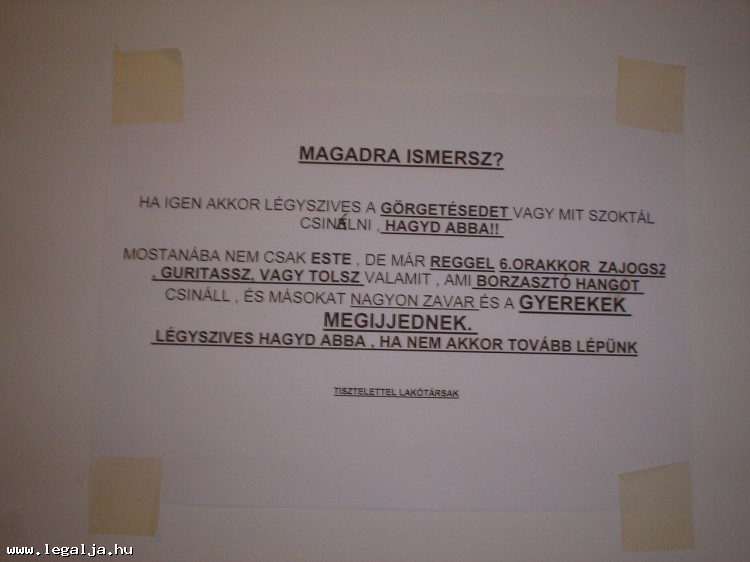 MAGADRA ISMERSZ?
HA IGEN AKKOR LÉGYSZIVES A GÖRGETÉSEDET VAGY MIT SZOKTÁL
CSINÁLNI , HAGYD ABBA!!
MOSTANÁBA NEM CSAK ESTE , DE MÁR REGGEL 6.ORAKKOR ZAJOGSZ
, GURITASSZ, VAGY TOLSZ VALAMIT , AMI BORZASZTÓ HANGOT
CSINÁLL , ÉS MÁSOKAT NAGYON ZAVAR ÉS A GYEREKEK
MEGIJJEDNEK.
LÉGYSZIVES HAGYD ABBA , HA NEM AKKOR TOVÁBB LÉPÜNK
TISZTELETTEL LAKÓTÁRSAK
www.legalja.hu